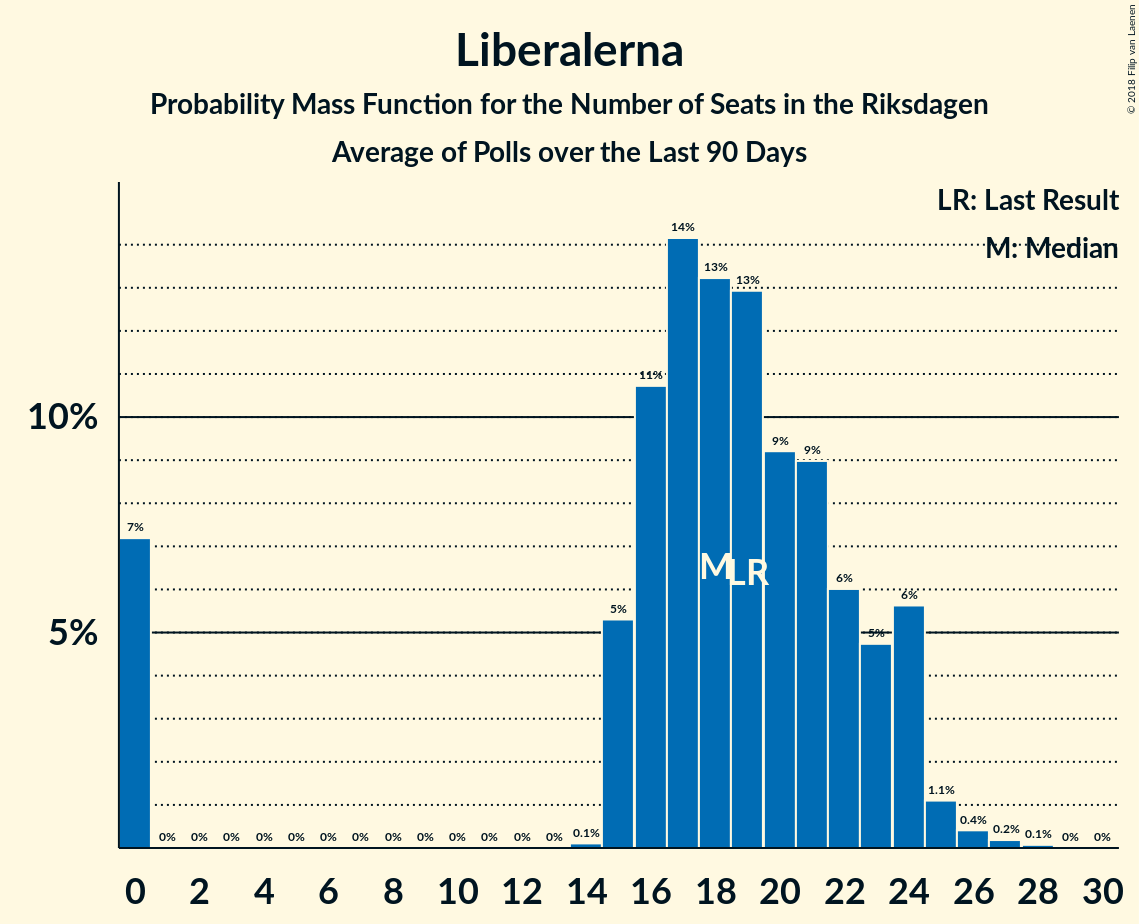 Liberalerna
Probability Mass Function for the Number of Seats in the Riksdagen
Average of Polls over the Last 90 Days
© 2018 Filip van Laenen
LR: Last Result
M: Median
10%
5%
7% 0% 0% 0% 0% 0% 0% 0% 0% 0% 0% 0% 0% 0% 0.1% 5% 11% 14% 13% 13% 9% 9% 6% 5% 6% 1.1% 0.4% 0.2% 0.1% 0% 0%
M LR
0 2 4 6 8 10 12 14 16 18 20 22 24 26 28 30